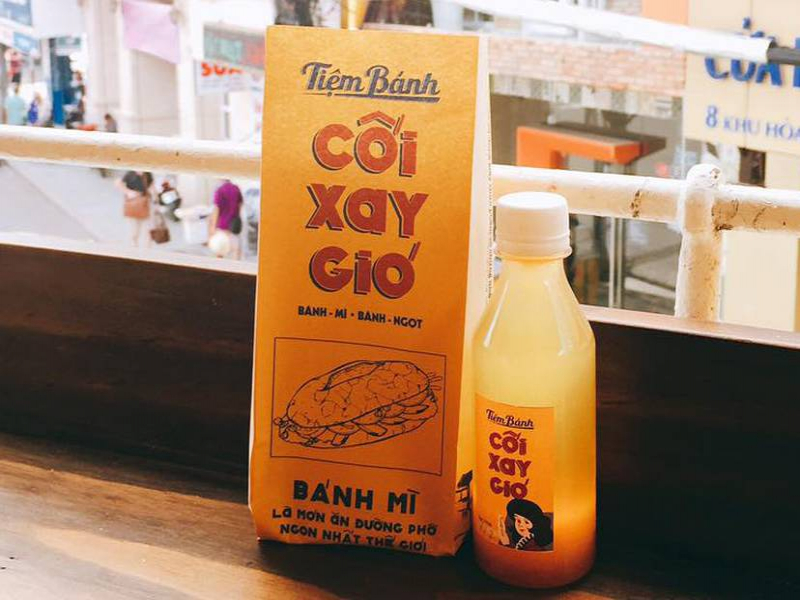 Tiệm Bánh
CỐI
XAY
GIÓ
BÁNH - MÌ - BÁNH - NGỌT
BÁNH MÌ
LÀ MÓN ĂN ĐƯỜNG PHỐ
NGON NHẤT THẾ GIỚI
Tiệm Bánh
CỐI
XAY
GIÓ
8 KHU HÒA